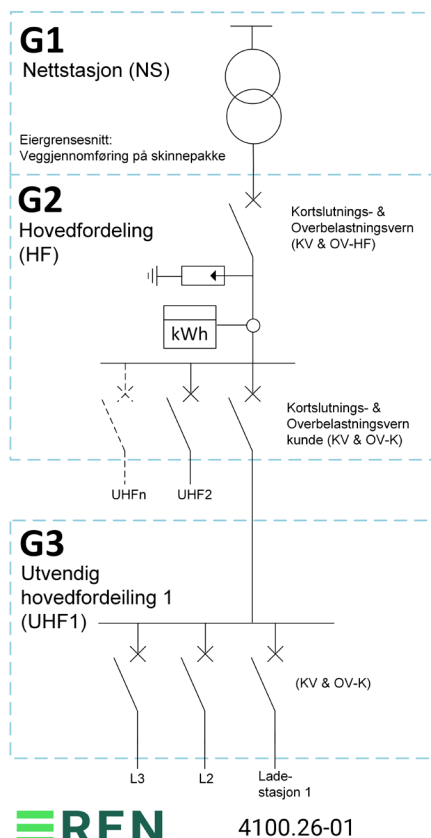 G1
Nettstasjon (NS)
Eiergrensesnitt:
Veggjennomføring på skinnepakke
G2
Hovedfordeling
(HF)
Kortslutnings- &
Overbelastningsvern
(KV & OV-HF)
kWh
Kortslutnings- &
Overbelastningsvern
kunde (KV & OV-K)
UHFn
UHF2
G3
Utvendig
hovedfordeiling 1
(UHF1)
(KV & OV-K)
L3
L2
Lade-
stasjon 1
REN
4100.26-01